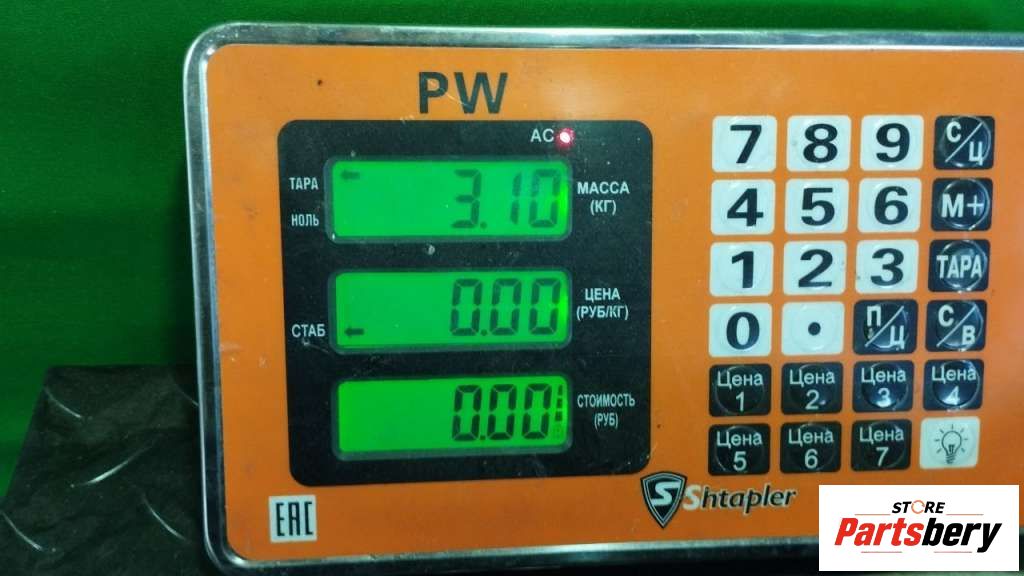 PW
AC
ТАРА
НОЛЬ
3.10
МАССА
(КГ)
СТАБ
0.00
ЦЕНА
(РУБ/КГ)
0.00
СТОИМОСТЬ
(РУБ)
7 8 9 С/Ц
4 5 6 М+
1 2 3 ТАРА
0 • П/Ц С/В
Цена 1 Цена 2 Цена 3 Цена 4
Цена 5 Цена 6 Цена 7
EAC
S Shtapler
STORE
Partsbery